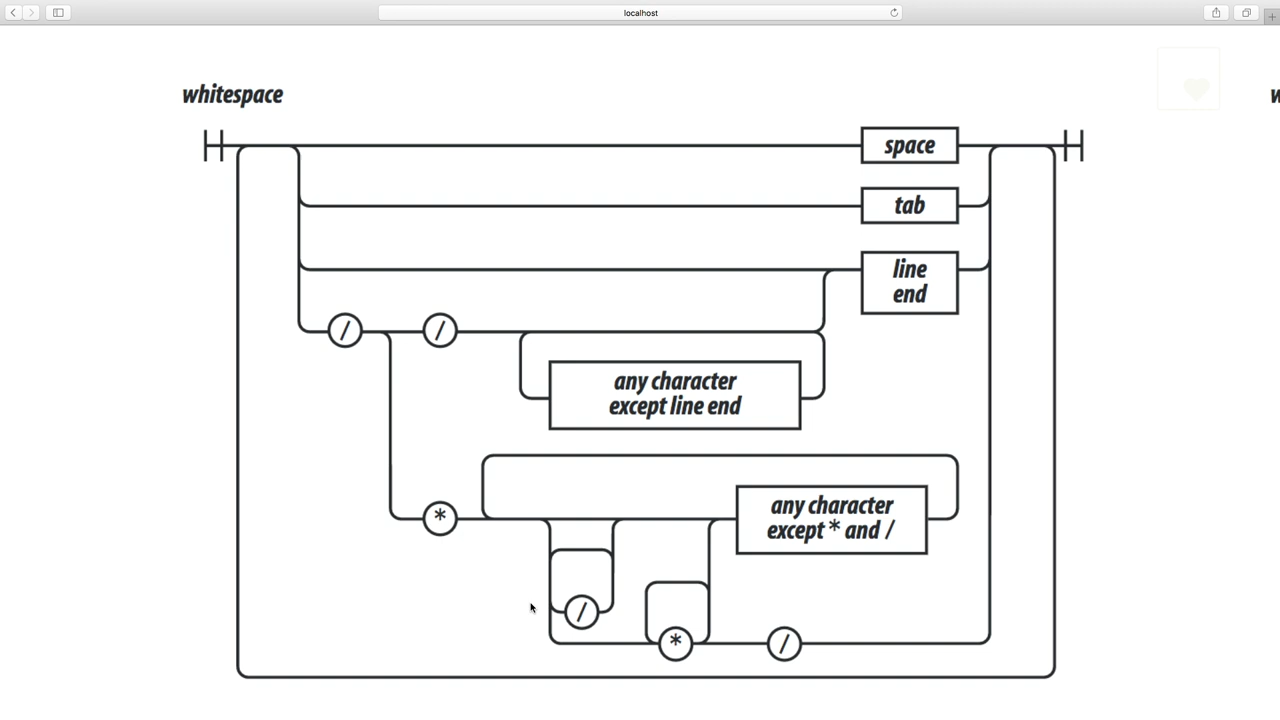 localhost
whitespace
w
space
tab
line
end
/ /
any character
except line end
*
any character
except * and /
/
* /